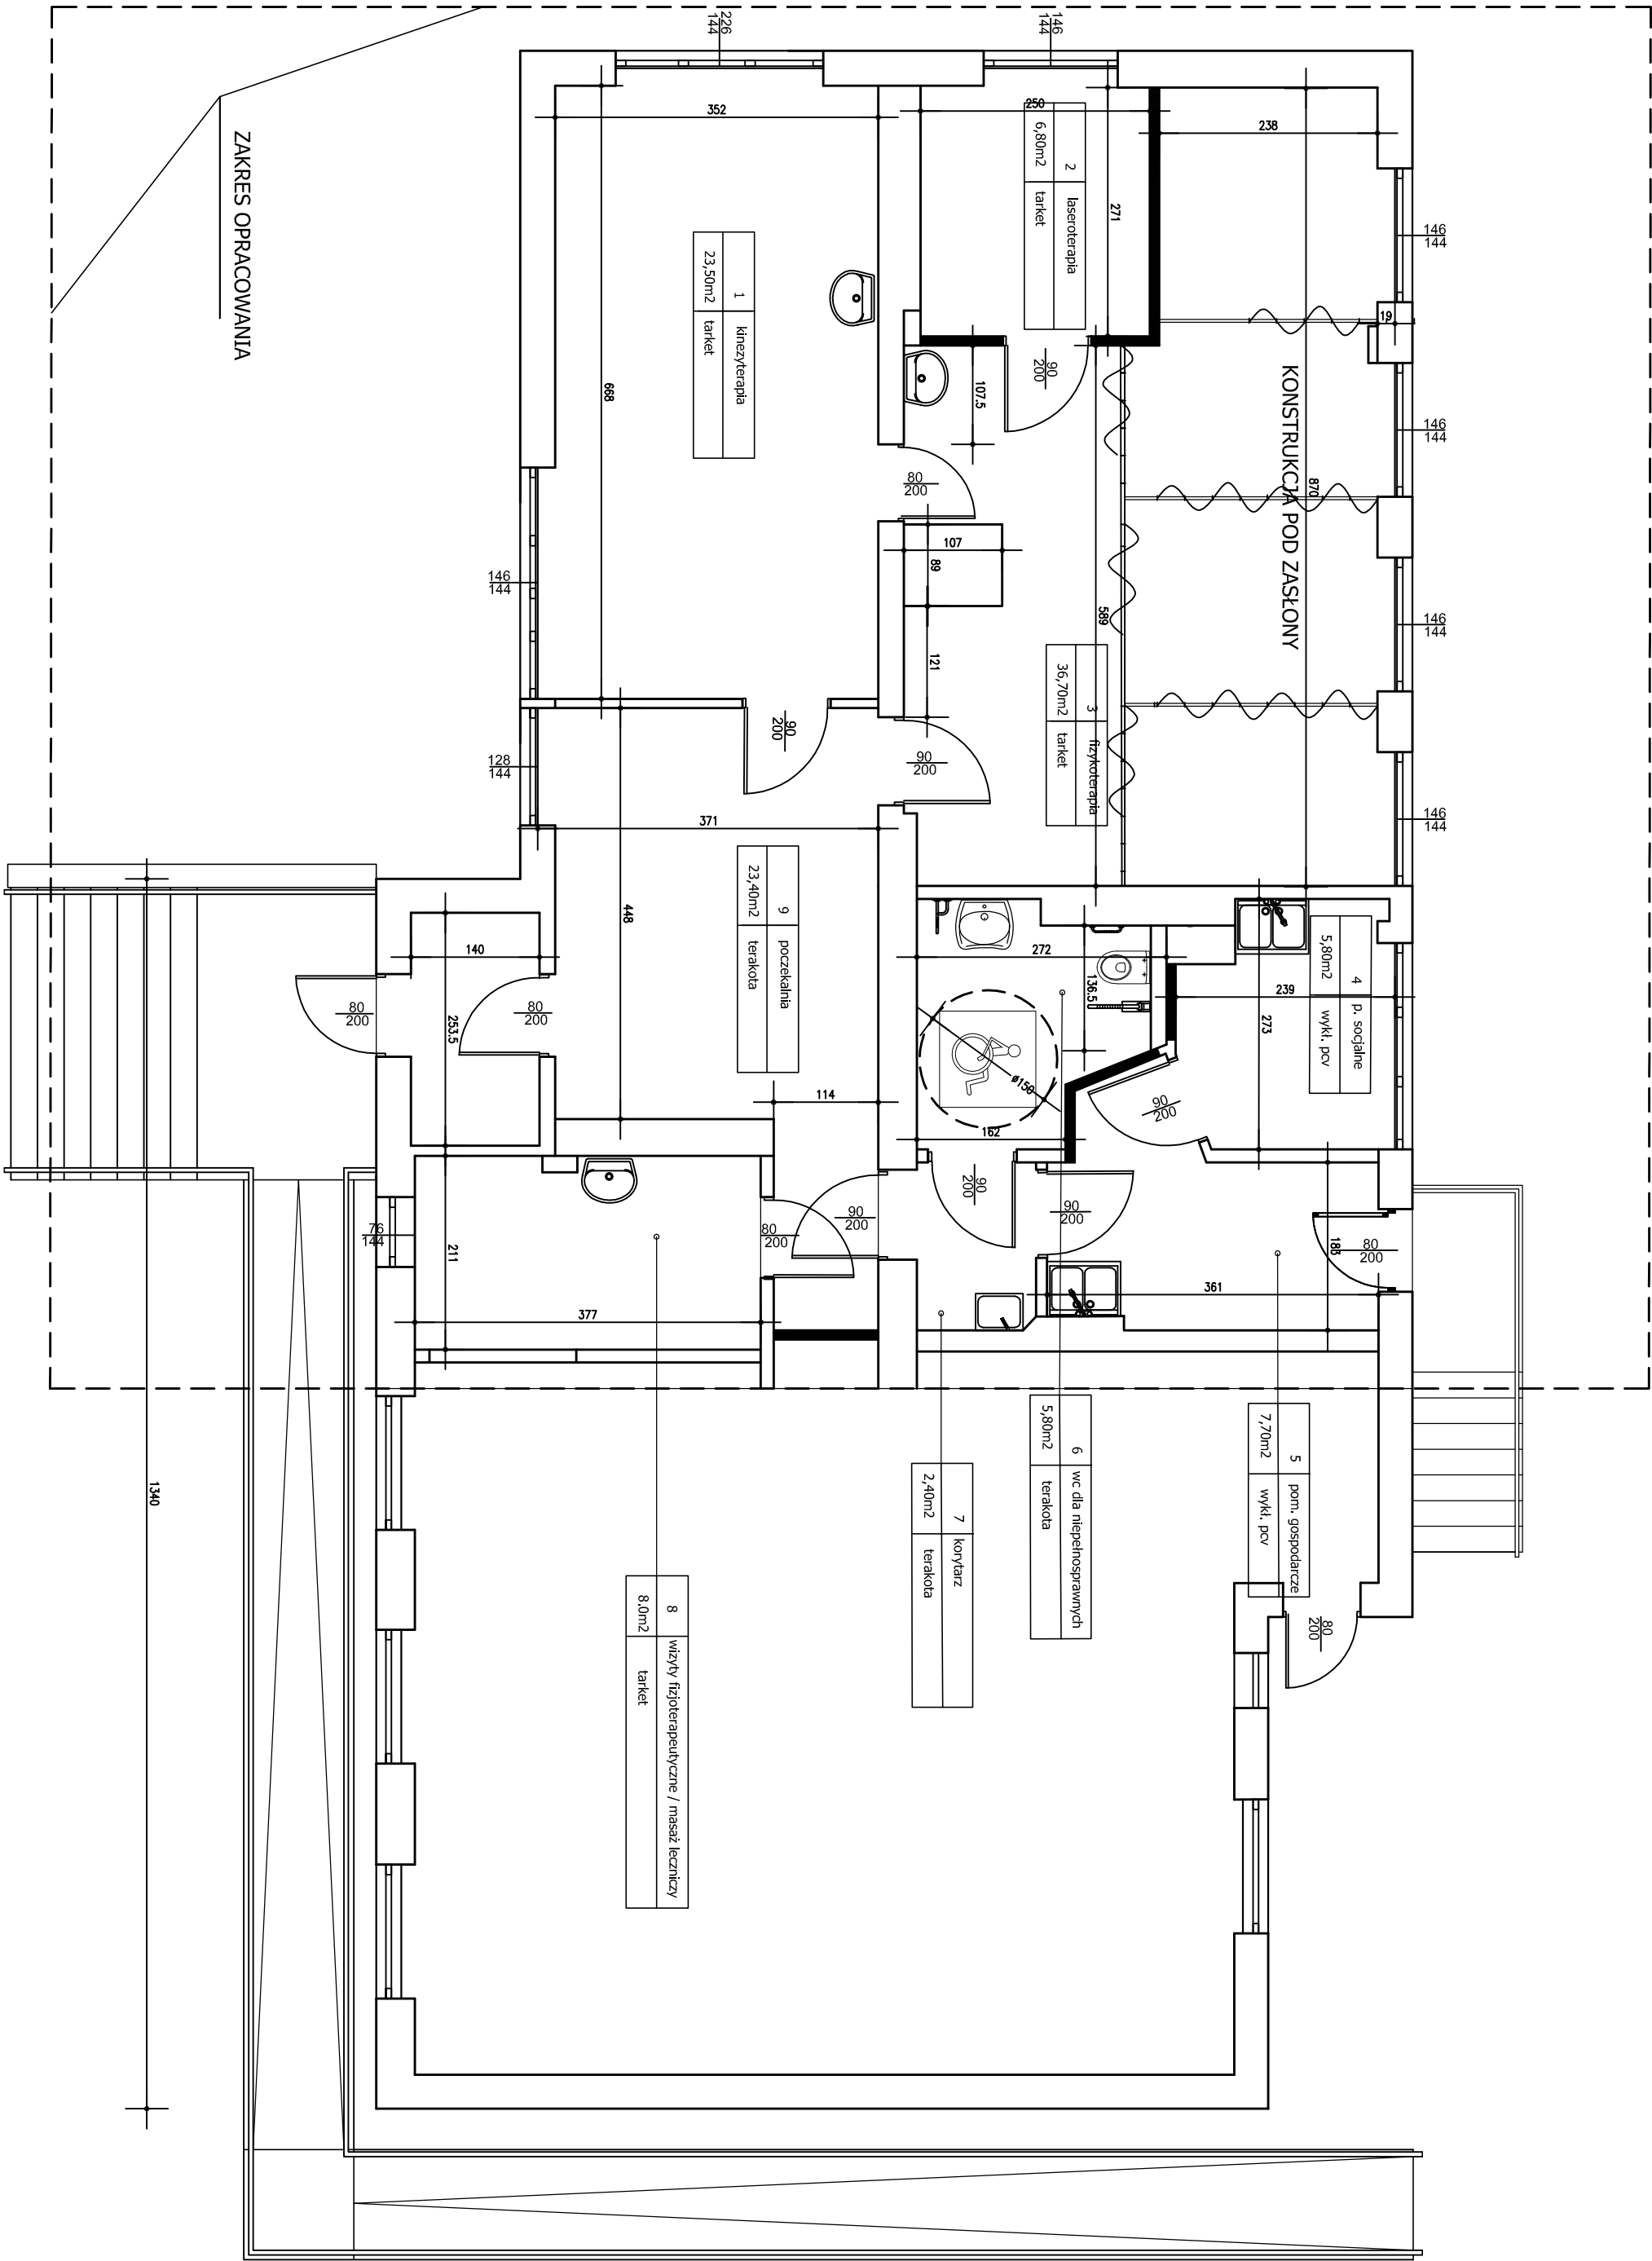 226
144
146
144
ZAKRES OPRACOWANIA
352
250
238
2
laseroterapia
6,80m2
tarket
271
146
144
19
KONSTRUKCJA POD ZASŁONY
870
1
kinezyterapia
23,50m2
tarket
668
90
200
107.5
146
144
80
200
107
89
121
589
146
144
146
144
3
fizykoterapia
36,70m2
tarket
90
200
90
200
128
144
146
144
371
448
9
poczekalnia
23,40m2
terakota
140
253.5
80
200
80
200
272
136.5
239
273
4
p. socjalne
5,80m2
wykł. pcv
ø150
114
162
90
200
90
200
90
200
90
200
80
200
76
144
211
377
80
200
183
361
5
pom. gospodarcze
7,70m2
wykł. pcv
6
wc dla niepełnosprawnych
5,80m2
terakota
7
korytarz
2,40m2
terakota
8
wizyty fizjoterapeutyczne / masaż leczniczy
8.0m2
tarket
80
200
1340